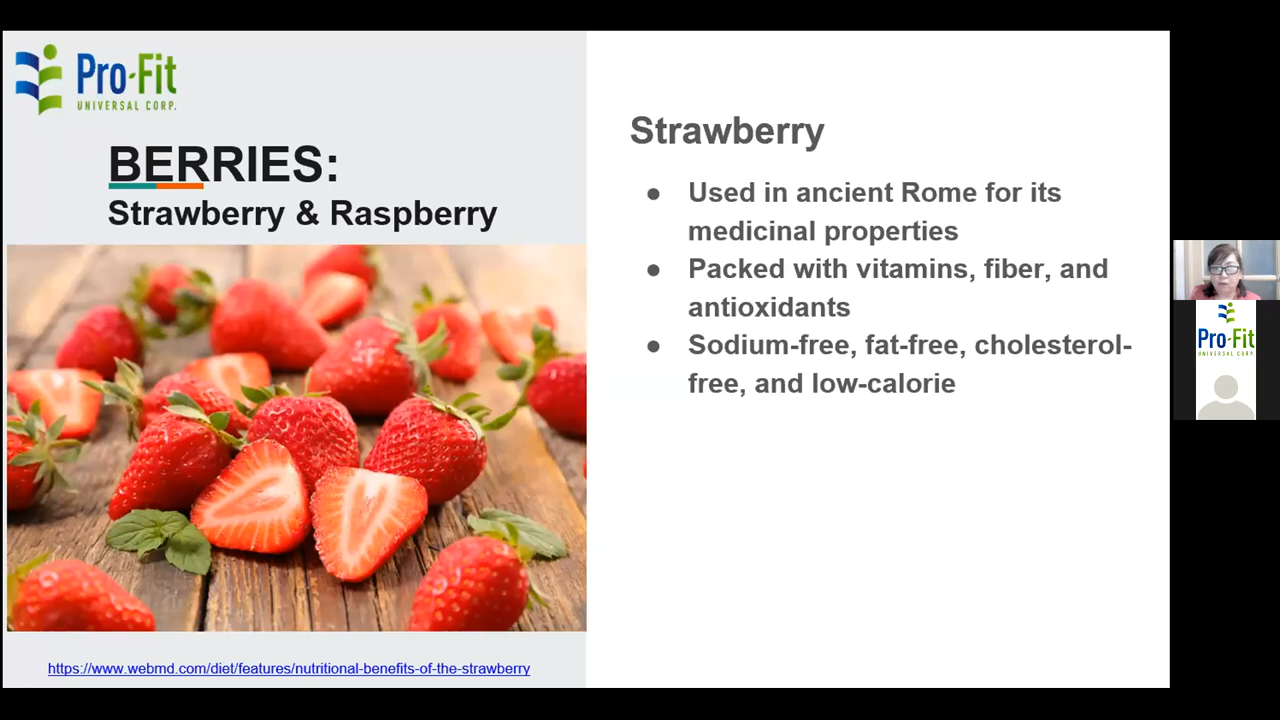 Pro-Fit
UNIVERSAL CORP.
BERRIES:
Strawberry & Raspberry
https://www.webmd.com/diet/features/nutritional-benefits-of-the-strawberry
Strawberry
● Used in ancient Rome for its
medicinal properties
● Packed with vitamins, fiber, and
antioxidants
● Sodium-free, fat-free, cholesterol-
free, and low-calorie
Pro-Fit
UNIVERSAL CORP.